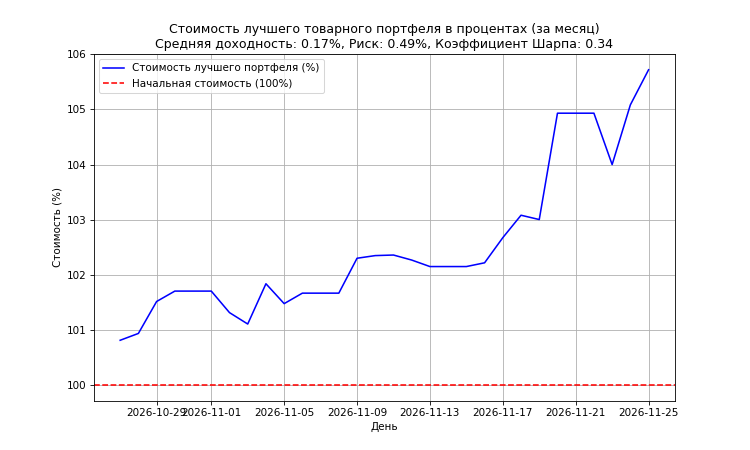 Стоимость лучшего товарного портфеля в процентах (за месяц)
Средняя доходность: 0.17%, Риск: 0.49%, Коэффициент Шарпа: 0.34
Стоимость лучшего портфеля (%)
Начальная стоимость (100%)
106
105
104
103
102
101
100
Стоимость (%)
2026-10-29 2026-11-01 2026-11-05 2026-11-09 2026-11-13 2026-11-17 2026-11-21 2026-11-25
День